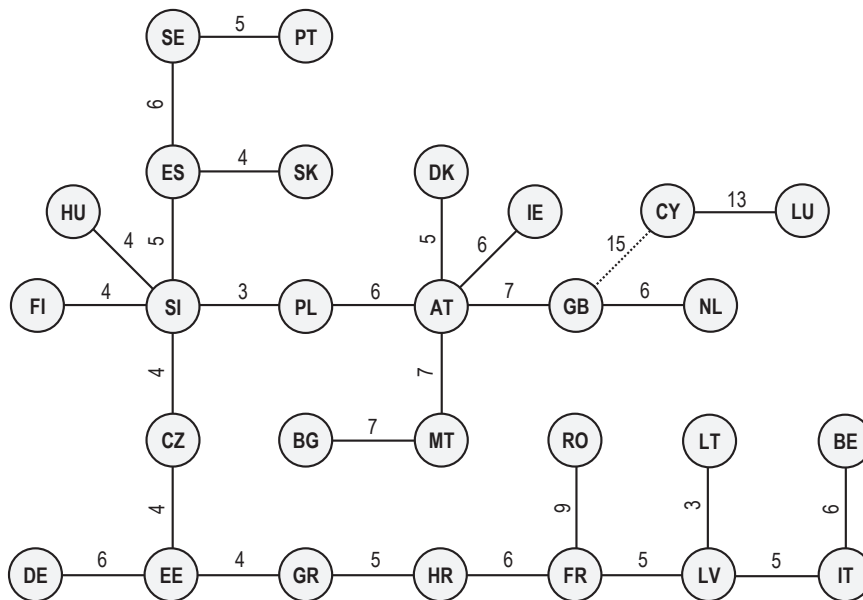 SE 5 PT
6
ES 4 SK DK
HU IE CY 13 LU
4 5 5 6 15
FI 4 SI 3 PL 6 AT 7 GB 6 NL
4 7
CZ BG 7 MT RO LT BE
4 9 3 6
DE 6 EE 4 GR 5 HR 6 FR 5 LV 5 IT